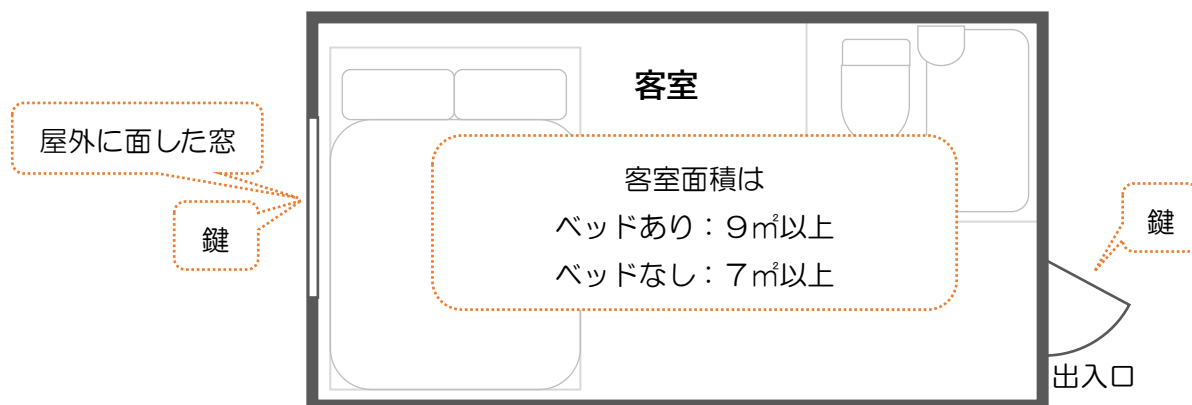 客室
屋外に面した窓
鍵
客室面積は
ベッドあり：９㎡以上
ベッドなし：７㎡以上
鍵
出入口